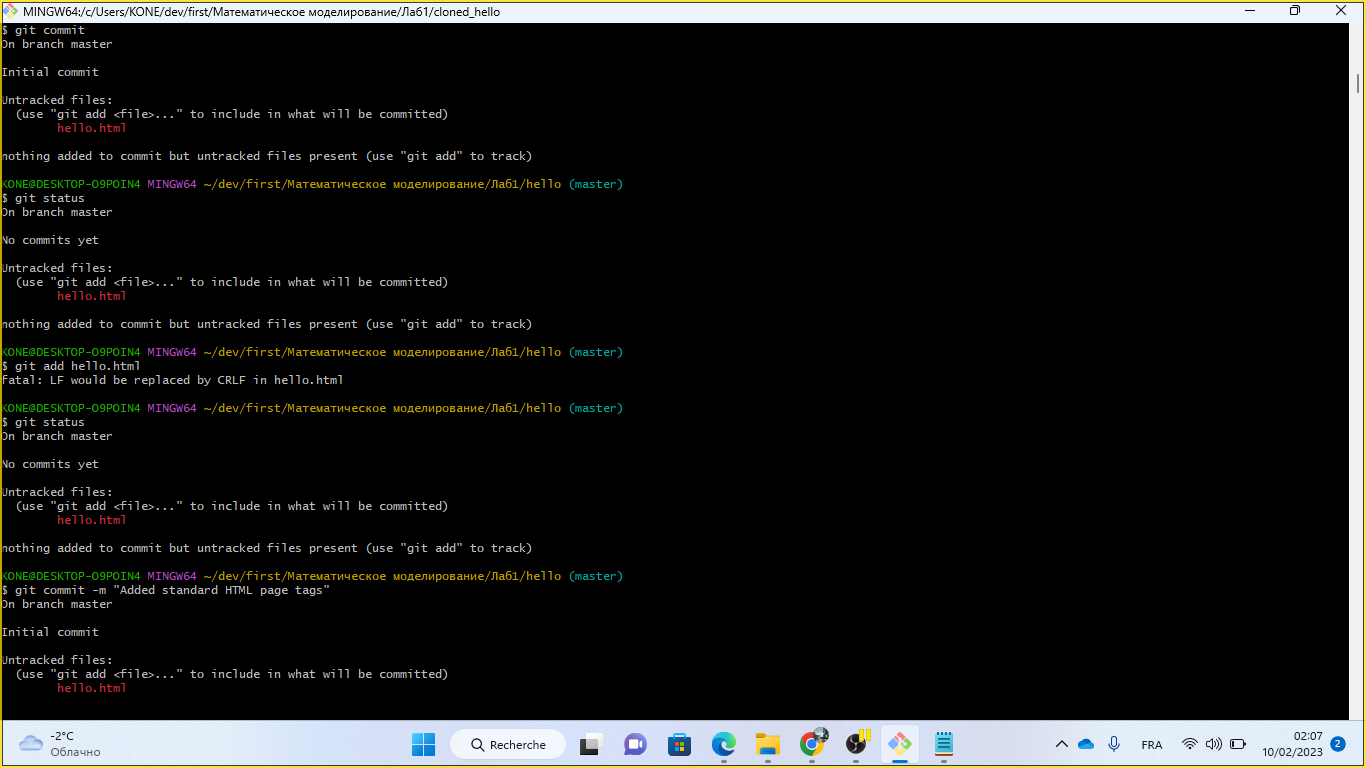 MINGW64:/c/Users/KONE/dev/first/Математическое моделирование/Лаб1/cloned_hello
$ git commit
On branch master
Initial commit
Untracked files:
(use "git add <file>..." to include in what will be committed)
hello.html
nothing added to commit but untracked files present (use "git add" to track)
KONE@DESKTOP-O9POIN4 MINGW64 ~/dev/first/Математическое моделирование/Лаб1/hello (master)
$ git status
On branch master
No commits yet
Untracked files:
(use "git add <file>..." to include in what will be committed)
hello.html
nothing added to commit but untracked files present (use "git add" to track)
KONE@DESKTOP-O9POIN4 MINGW64 ~/dev/first/Математическое моделирование/Лаб1/hello (master)
$ git add hello.html
fatal: LF would be replaced by CRLF in hello.html
KONE@DESKTOP-O9POIN4 MINGW64 ~/dev/first/Математическое моделирование/Лаб1/hello (master)
$ git status
On branch master
No commits yet
Untracked files:
(use "git add <file>..." to include in what will be committed)
hello.html
nothing added to commit but untracked files present (use "git add" to track)
KONE@DESKTOP-O9POIN4 MINGW64 ~/dev/first/Математическое моделирование/Лаб1/hello (master)
$ git commit -m "Added standard HTML page tags"
On branch master
Initial commit
Untracked files:
(use "git add <file>..." to include in what will be committed)
hello.html
-2°C
Облачно
Recherche
FRA
02:07
10/02/2023
2